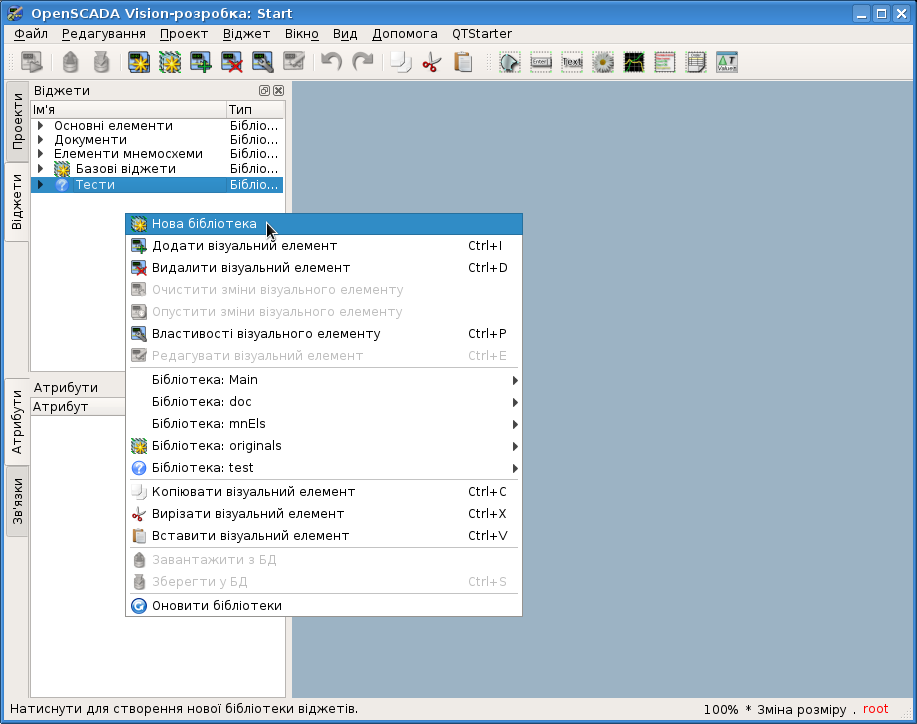 OpenSCADA Vision-розробка: Start
Файл Редагування Проект Віджет Вікно Вид Допомога QTStarter
Проекти
Віджети
Атрибути
Зв'язки
Віджети
Ім'я Тип
Основні елементи Бібліо...
Документи Бібліо...
Елементи мнемосхеми Бібліо...
Базові віджети Бібліо...
Тести Бібліо...
Атрибути
Атрибут
Нова бібліотека
Додати візуальний елемент Ctrl+I
Видалити візуальний елемент Ctrl+D
Очистити зміни візуального елементу
Опустити зміни візуального елементу
Властивості візуального елементу Ctrl+P
Редагувати візуальний елемент Ctrl+E
Бібліотека: Main
Бібліотека: doc
Бібліотека: mnEls
Бібліотека: originals
Бібліотека: test
Копіювати візуальний елемент Ctrl+C
Вирізати візуальний елемент Ctrl+X
Вставити візуальний елемент Ctrl+V
Завантажити з БД
Зберегти у БД Ctrl+S
Оновити бібліотеки
Натиснути для створення нової бібліотеки віджетів. 100% * Зміна розміру . root